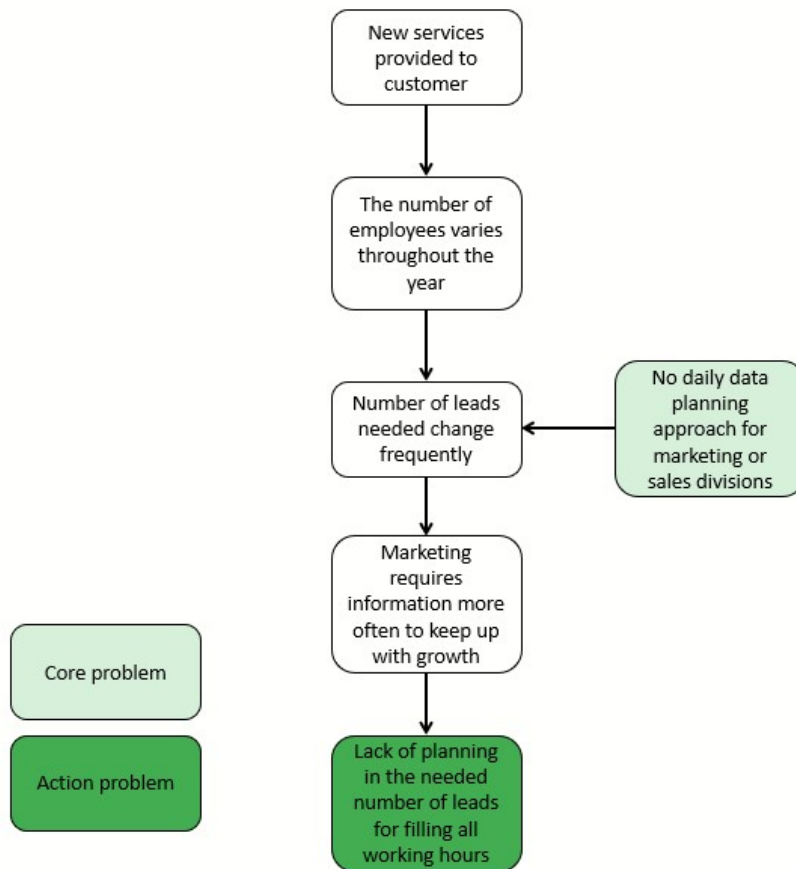 New services
provided to
customer
The number of
employees varies
throughout the
year
Number of leads
needed change
frequently
No daily data
planning
approach for
marketing or
sales divisions
Marketing
requires
information more
often to keep up
with growth
Core problem
Action problem
Lack of planning
in the needed
number of leads
for filling all
working hours